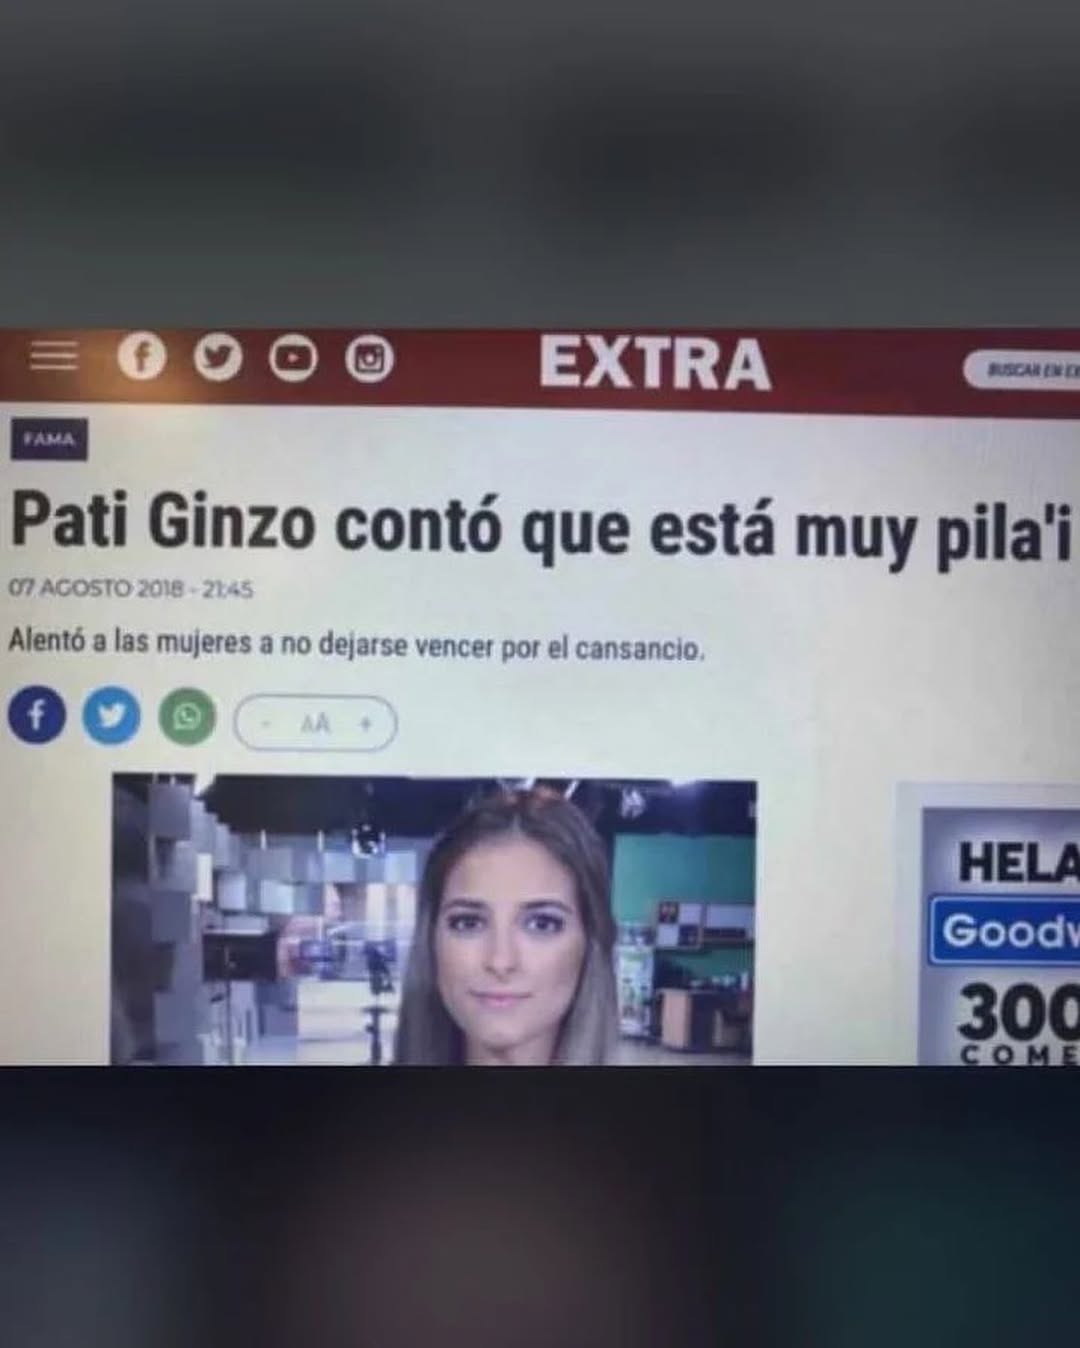 EXTRA
BUSCAR EN EX
FAMA
Pati Ginzo contó que está muy pila'i
07 AGOSTO 2018 - 21:45
Alentó a las mujeres a no dejarse vencer por el cansancio.
- AA +
HELA
Goodw
300
COME